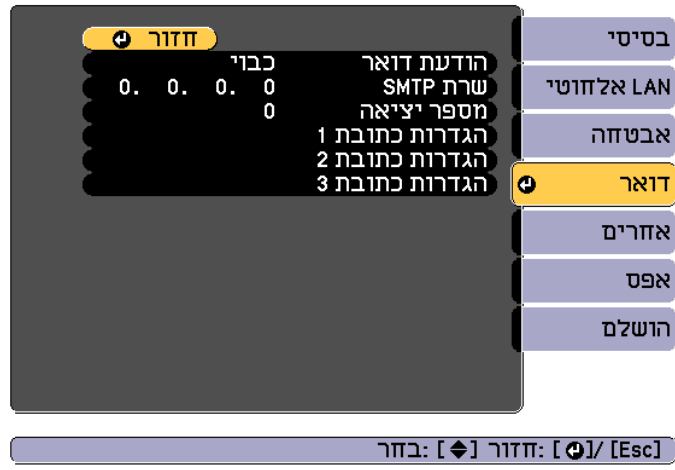 בסיסי
LAN אלחוטי
אבטחה
דואר
אחרים
אפס
הושלם
חזור
הודעת דואר כבוי
שרת SMTP 0. 0. 0. 0
מספר יציאה 0
הגדרות כתובת 1
הגדרות כתובת 2
הגדרות כתובת 3
[Esc] /[ ]: חזור [ ]: בחר